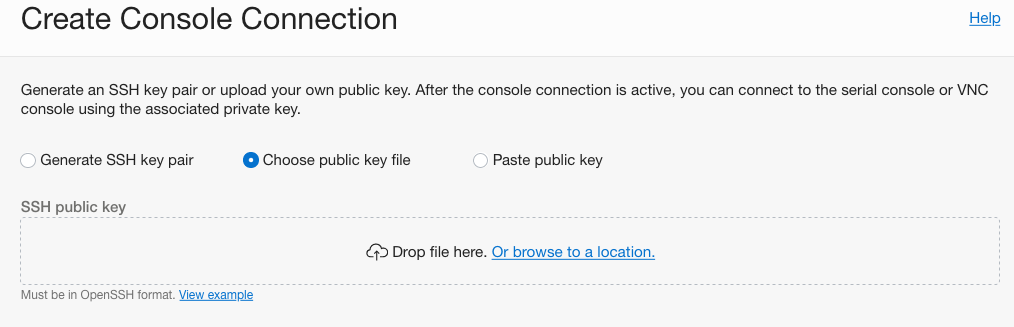 Create Console Connection
Help
Generate an SSH key pair or upload your own public key. After the console connection is active, you can connect to the serial console or VNC
console using the associated private key.
Generate SSH key pair
Choose public key file
Paste public key
SSH public key
Drop file here. Or browse to a location.
Must be in OpenSSH format. View example